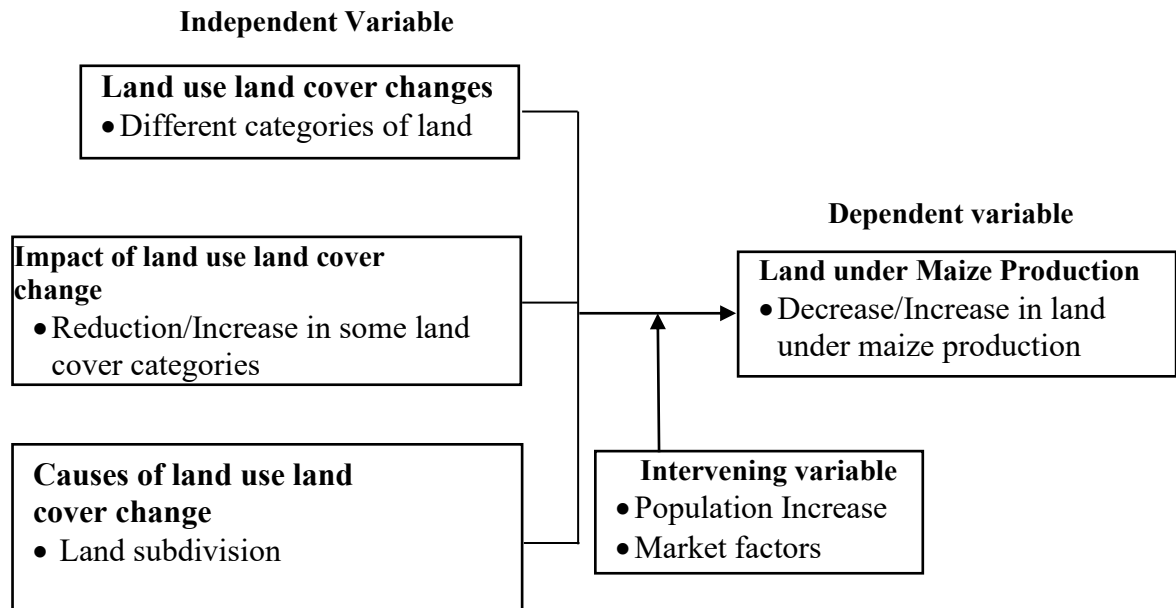 Independent Variable
Land use land cover changes
• Different categories of land
Impact of land use land cover
change
• Reduction/Increase in some land
cover categories
Causes of land use land
cover change
• Land subdivision
Dependent variable
Land under Maize Production
• Decrease/Increase in land
under maize production
Intervening variable
• Population Increase
• Market factors